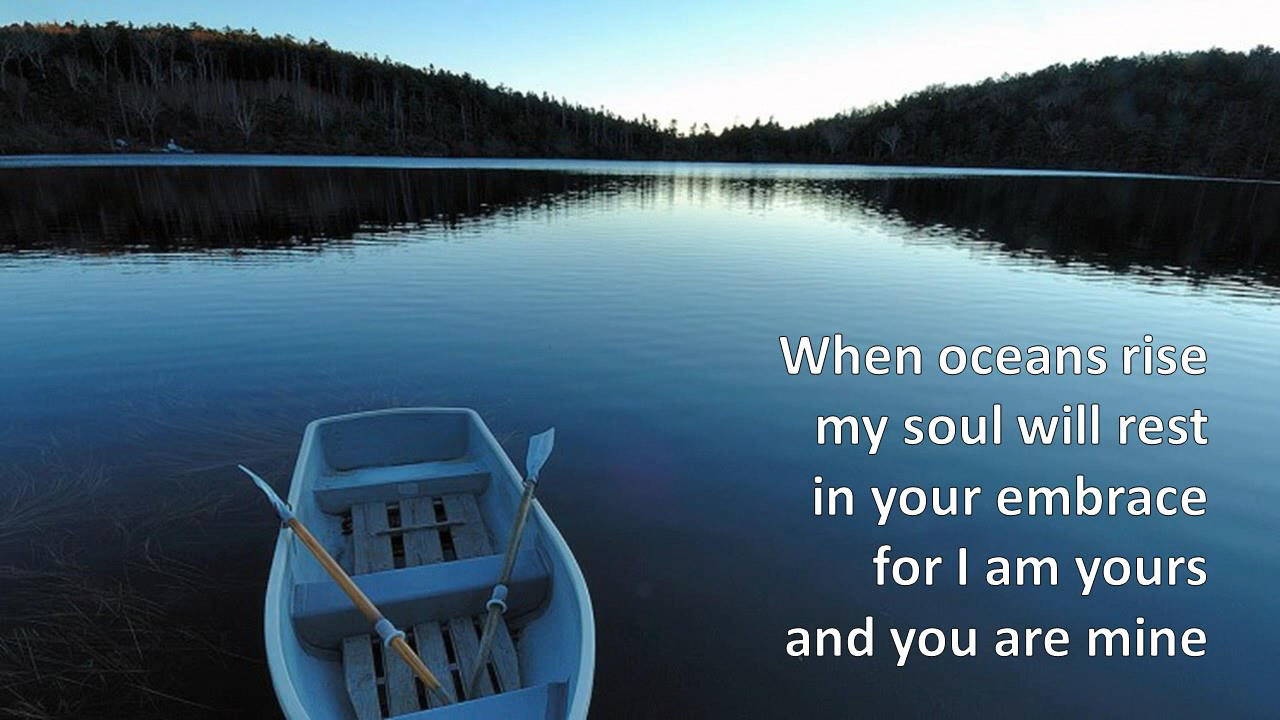 When oceans rise
my soul will rest
in your embrace
for I am yours
and you are mine